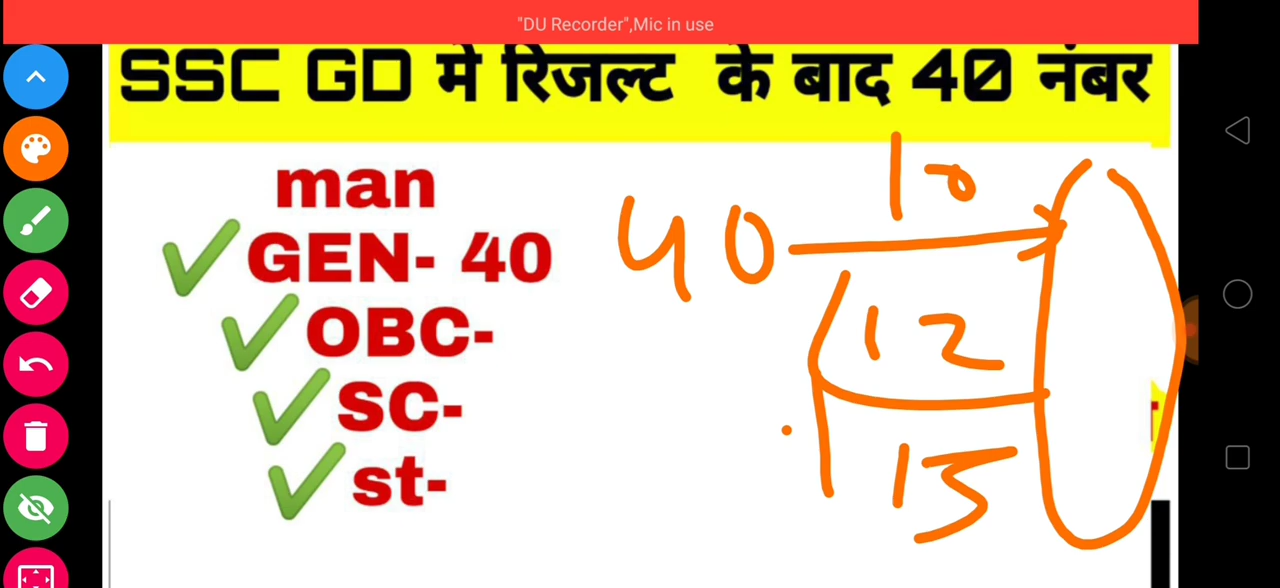 "DU Recorder",Mic in use
SSC GD में रिजल्ट के बाद 40 नंबर
man
GEN- 40
OBC-
SC-
st-
10
40
12
15